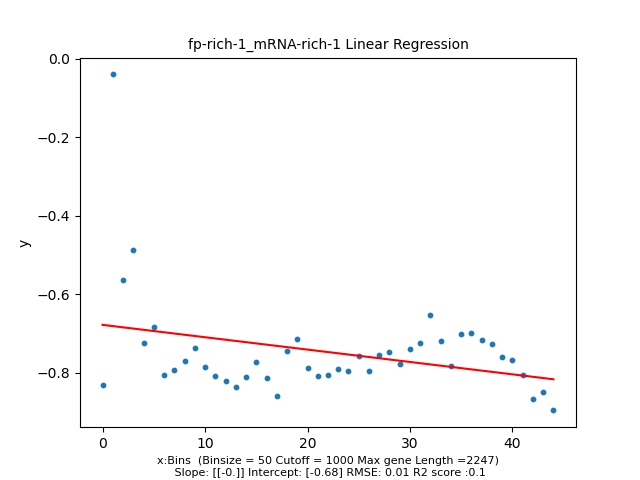 fp-rich-1_mRNA-rich-1 Linear Regression
0.0
−0.2
−0.4
−0.6
−0.8
y
0 10 20 30 40
x:Bins (Binsize = 50 Cutoff = 1000 Max gene Length =2247)
Slope: [[-0.]] Intercept: [-0.68] RMSE: 0.01 R2 score :0.1